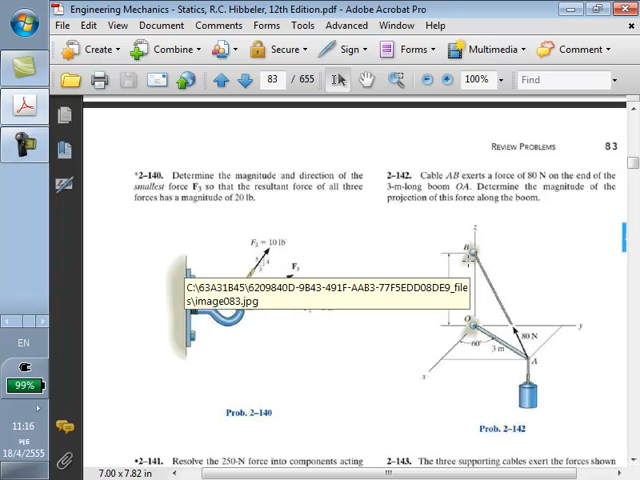 Engineering Mechanics - Statics, R.C. Hibbeler, 12th Edition.pdf - Adobe Acrobat Pro
File Edit View Document Comments Forms Tools Advanced Window Help
Create Combine Secure Sign Forms Multimedia Comment
83 / 655 100% Find
REVIEW PROBLEMS 83
*2–140. Determine the magnitude and direction of the
smallest force F3 so that the resultant force of all three
forces has a magnitude of 20 lb.
2–142. Cable AB exerts a force of 80 N on the end of the
3-m-long boom OA. Determine the magnitude of the
projection of this force along the boom.
F2 = 10 lb
5
4
3
F3
C:\63A31B45\6209840D-9B43-491F-AAB3-77F5EDD08DE9_file
s\image083.jpg
z
B
O
80 N
y
60°
3 m
A
x
Prob. 2–140
Prob. 2–142
•2–141. Resolve the 250-N force into components acting
2–143. The three supporting cables exert the forces shown
7.00 x 7.82 in
EN
99%
11:16
18/4/2555